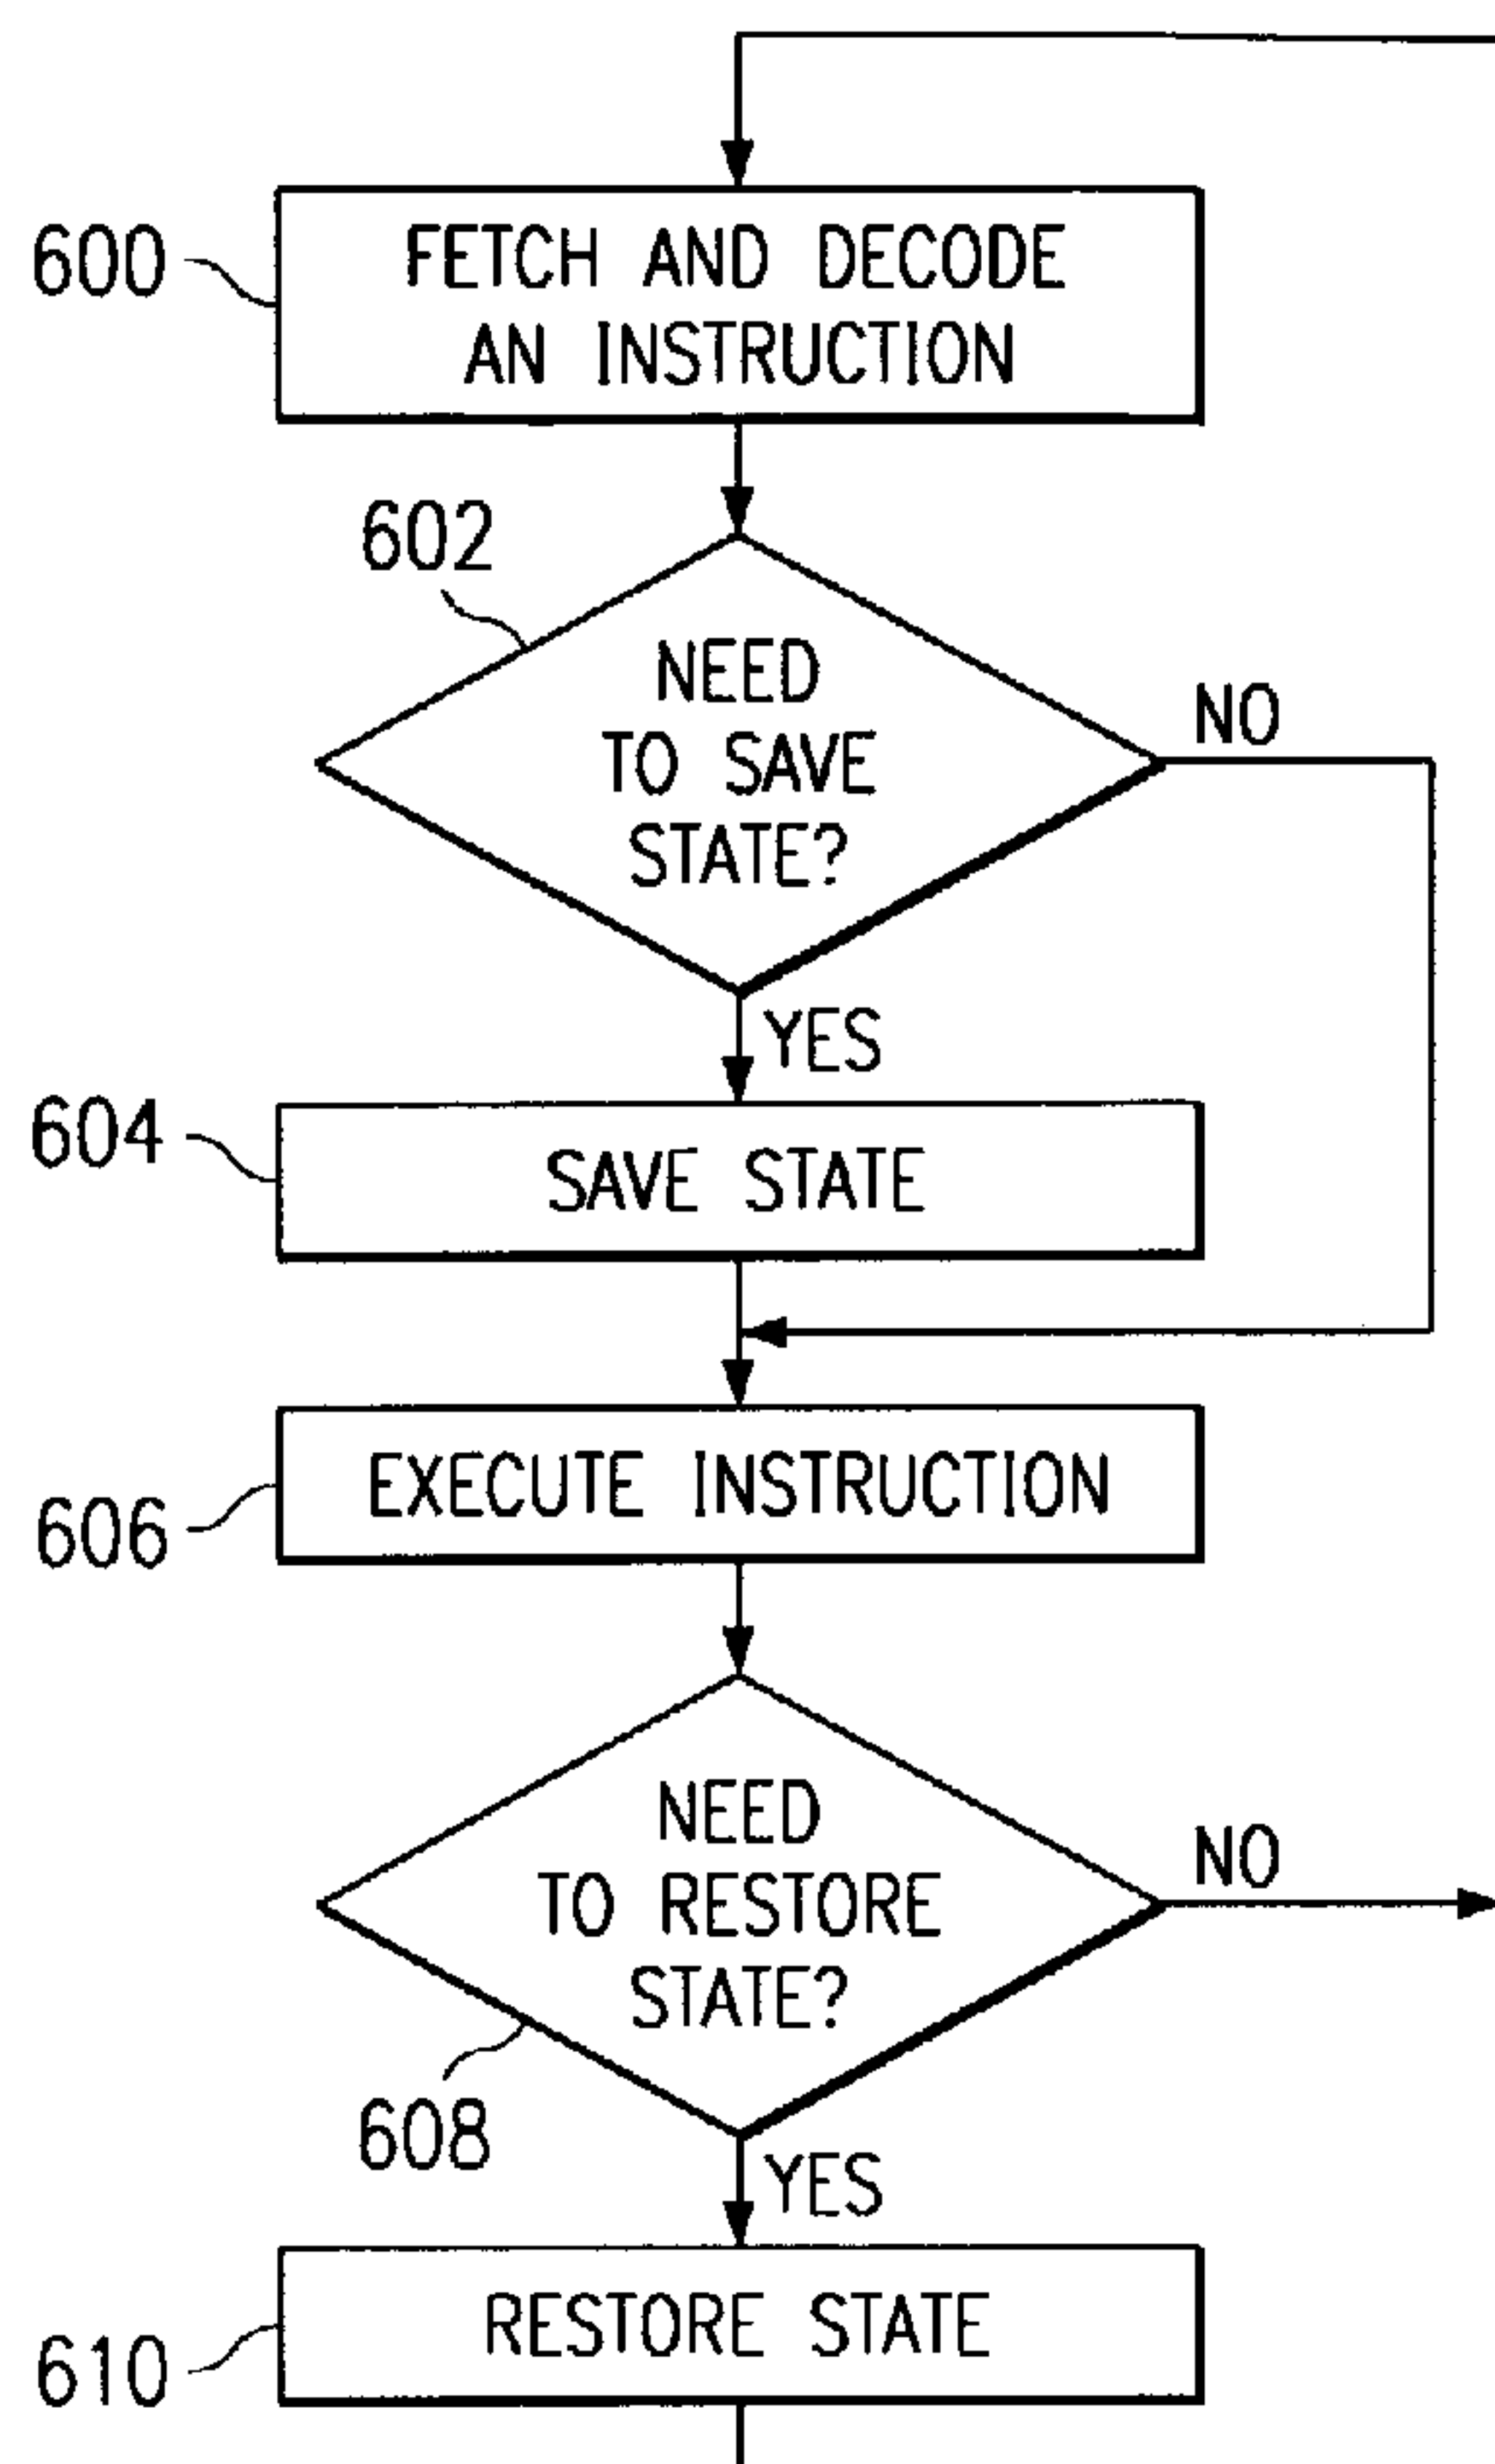 600
FETCH AND DECODE
AN INSTRUCTION
602
NEED
TO SAVE
STATE?
NO
YES
604
SAVE STATE
606
EXECUTE INSTRUCTION
NEED
TO RESTORE
STATE?
NO
608
YES
610
RESTORE STATE